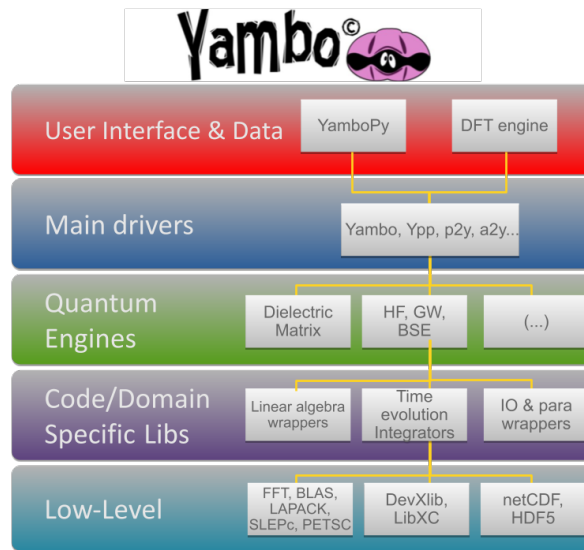 Yambo©
User Interface & Data
YamboPy
DFT engine
Main drivers
Yambo, Ypp, p2y, a2y...
Quantum
Engines
Dielectric
Matrix
HF, GW,
BSE
(...)
Code/Domain
Specific Libs
Linear algebra
wrappers
Time
evolution
Integrators
IO & para
wrappers
Low-Level
FFT, BLAS,
LAPACK,
SLEPc, PETSC
DevXlib,
LibXC
netCDF,
HDF5